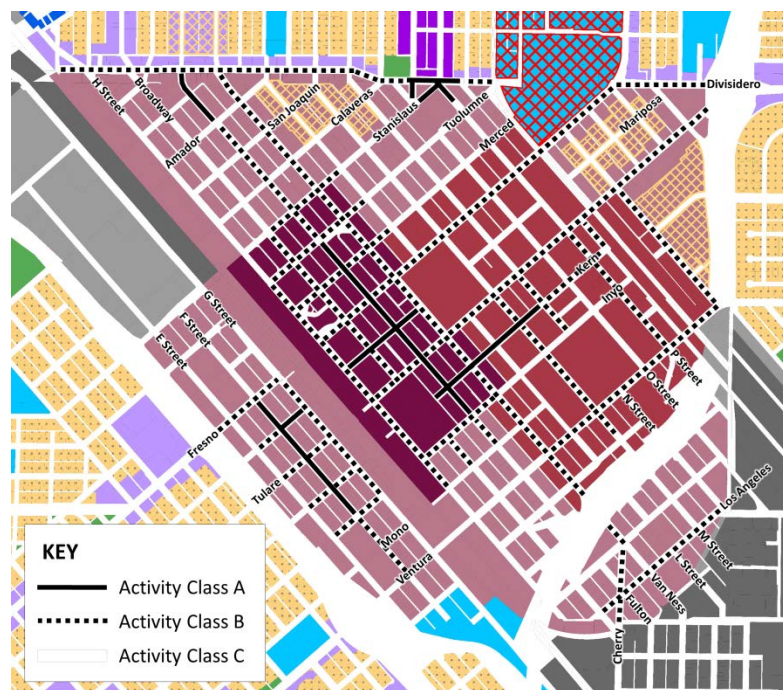 Divisidero
H Street
Broadway
Amador
San Joaquin
Calaveras
Stanislaus
Tuolumne
Merced
Mariposa
Kern
Inyo
G Street
F Street
E Street
P Street
O Street
N Street
Fresno
Tulare
Mono
Ventura
Los Angeles
M Street
L Street
Van Ness
Fulton
Cherry
KEY
Activity Class A
Activity Class B
Activity Class C